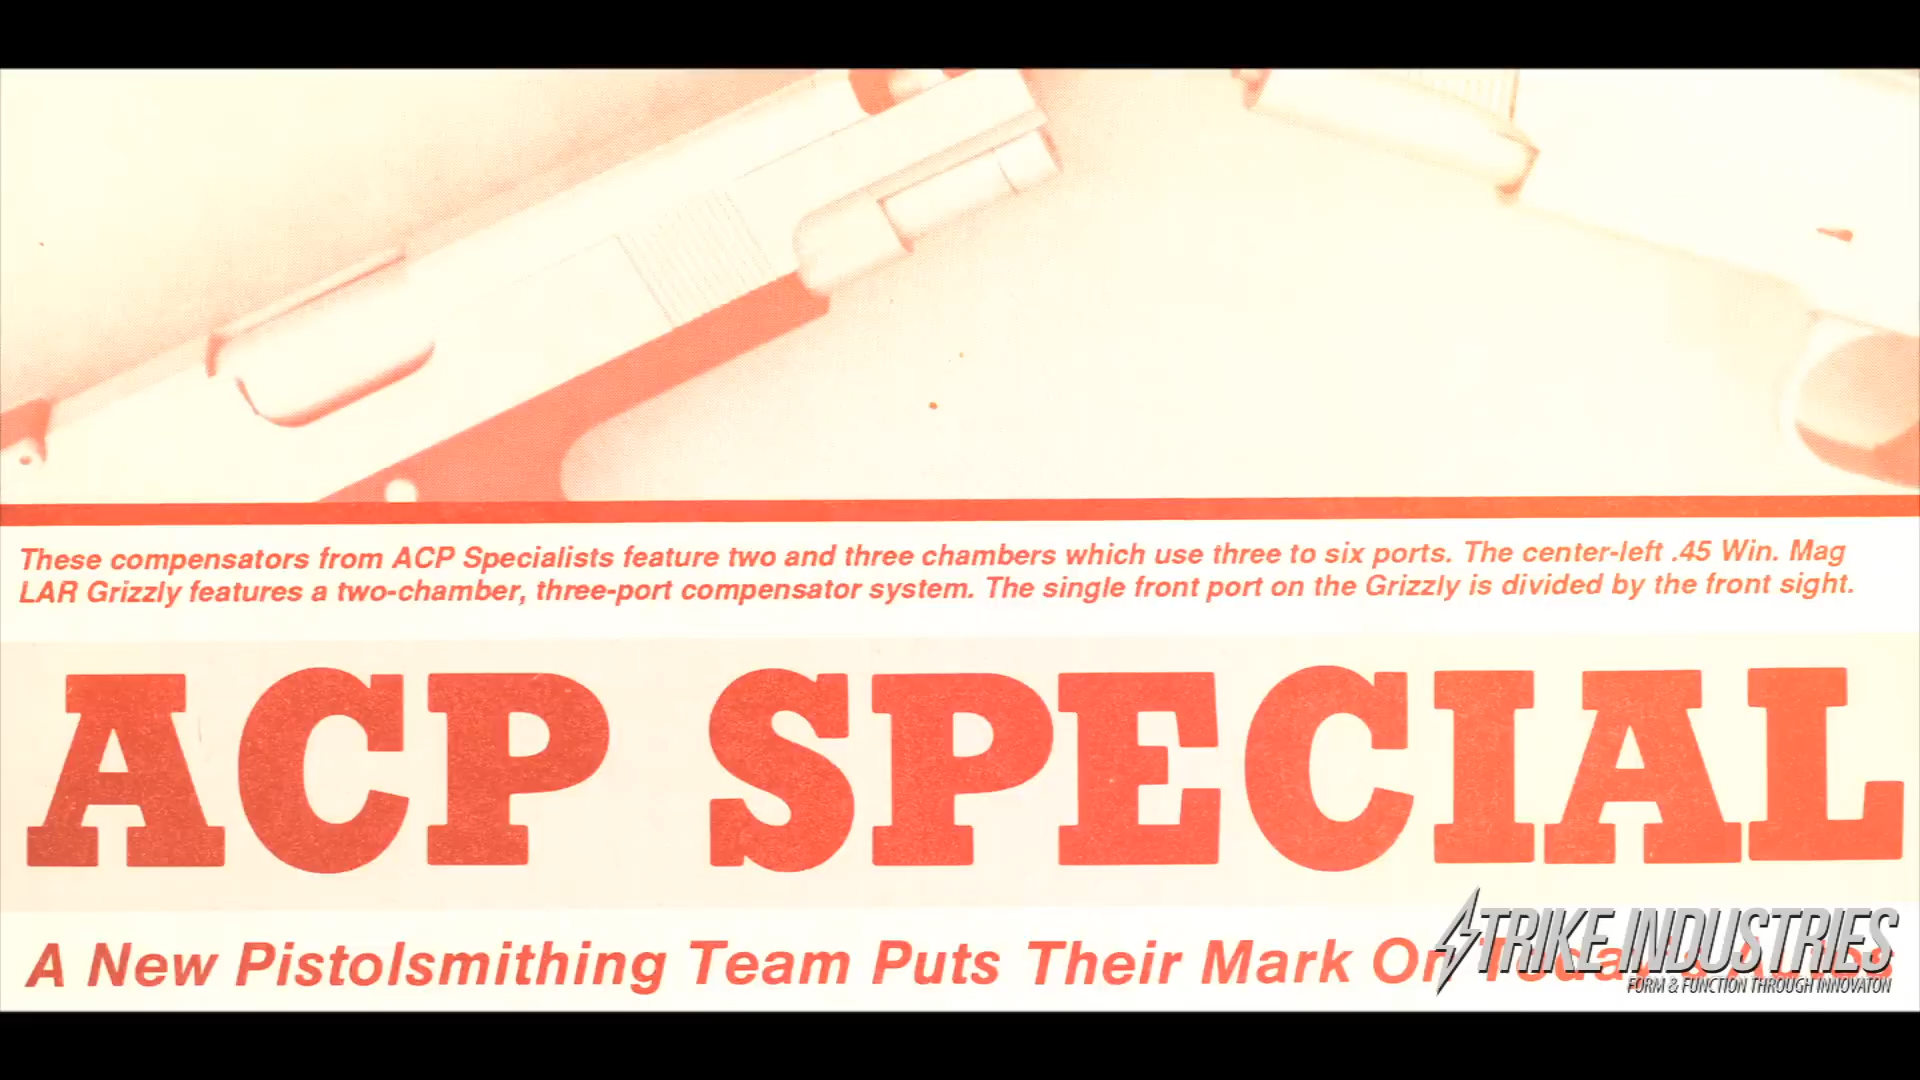 These compensators from ACP Specialists feature two and three chambers which use three to six ports. The center-left .45 Win. Mag
LAR Grizzly features a two-chamber, three-port compensator system. The single front port on the Grizzly is divided by the front sight.
ACP SPECIAL
A New Pistolsmithing Team Puts Their Mark On Today's Autos
STRIKE INDUSTRIES
FORM & FUNCTION THROUGH INNOVATON